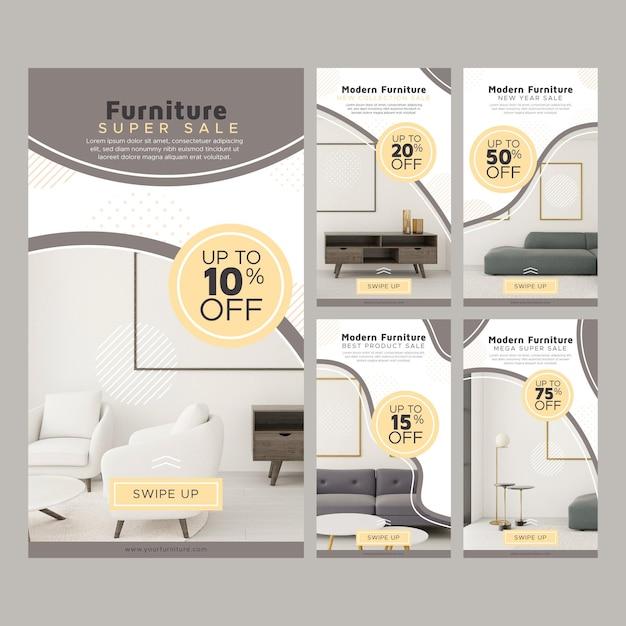 Furniture
SUPER SALE
Lorem ipsum dolor sit amet, consectetuer
adipiscing elit, sed diam nonummy nibh
euismod tincidunt ut laoreet dolore magna
aliquam erat volutpat.
UP TO
10%
OFF
SWIPE UP
www.yourfurniture.com
Modern Furniture
NEW COLLECTION SALE
UP TO
20%
OFF
SWIPE UP
Modern Furniture
NEW YEAR SALE
UP TO
50%
OFF
SWIPE UP
Modern Furniture
BEST PRODUCT SALE
UP TO
15%
OFF
SWIPE UP
Modern Furniture
MEGA SUPER SALE
UP TO
75%
OFF
SWIPE UP